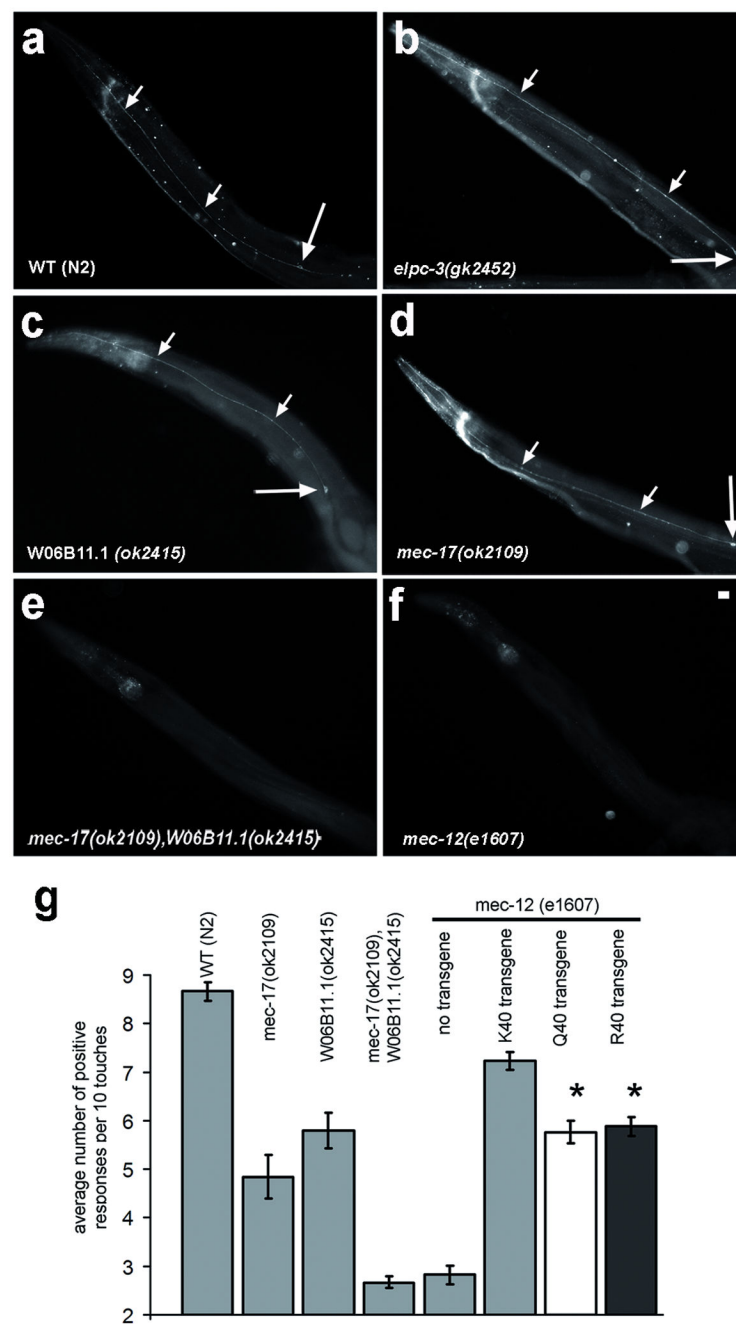 a
WT (N2)
b
elpc-3(gk2452)
c
W06B11.1 (ok2415)
d
mec-17(ok2109)
e
mec-17(ok2109),W06B11.1(ok2415)
f
mec-12(e1607)
g
mec-12 (e1607)
WT (N2)
mec-17(ok2109)
W06B11.1(ok2415)
mec-17(ok2109),
W06B11.1(ok2415)
no transgene
K40 transgene
Q40 transgene
R40 transgene
average number of positive
responses per 10 touches
9
8
7
6
5
4
3
2
*
*